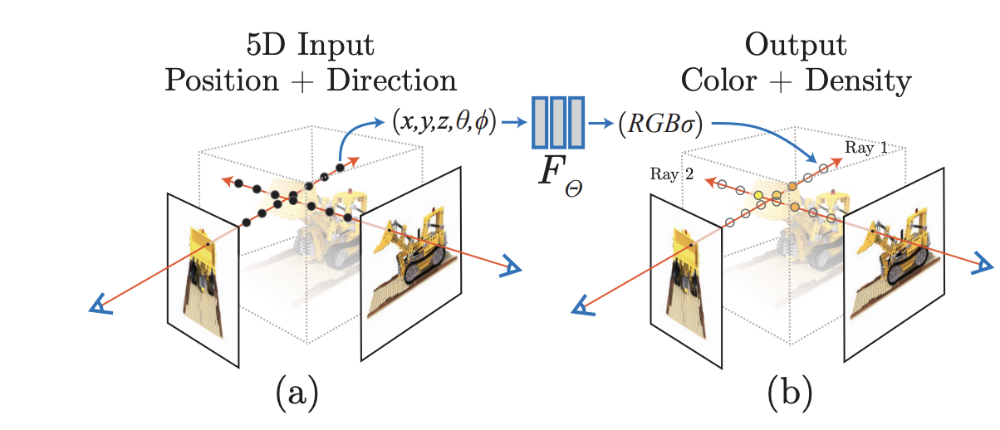 5D Input
Position + Direction
Output
Color + Density
(x,y,z,θ,ϕ)
(RGBσ)
F_Θ
Ray 1
Ray 2
(a)
(b)